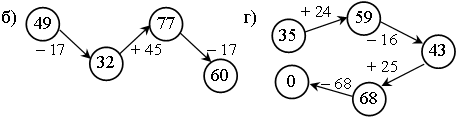 б) 49 – 17 32 + 45 77 – 17 60
г) 35 + 24 59 – 16 43 + 25 68 – 68 0